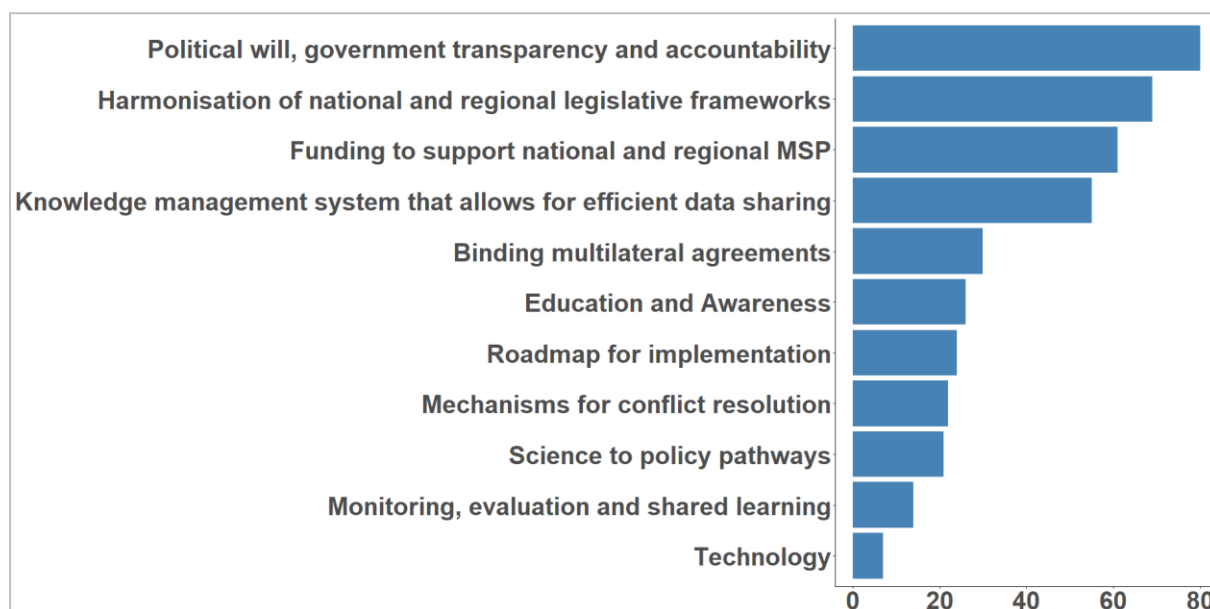 Political will, government transparency and accountability
Harmonisation of national and regional legislative frameworks
Funding to support national and regional MSP
Knowledge management system that allows for efficient data sharing
Binding multilateral agreements
Education and Awareness
Roadmap for implementation
Mechanisms for conflict resolution
Science to policy pathways
Monitoring, evaluation and shared learning
Technology
0 20 40 60 80